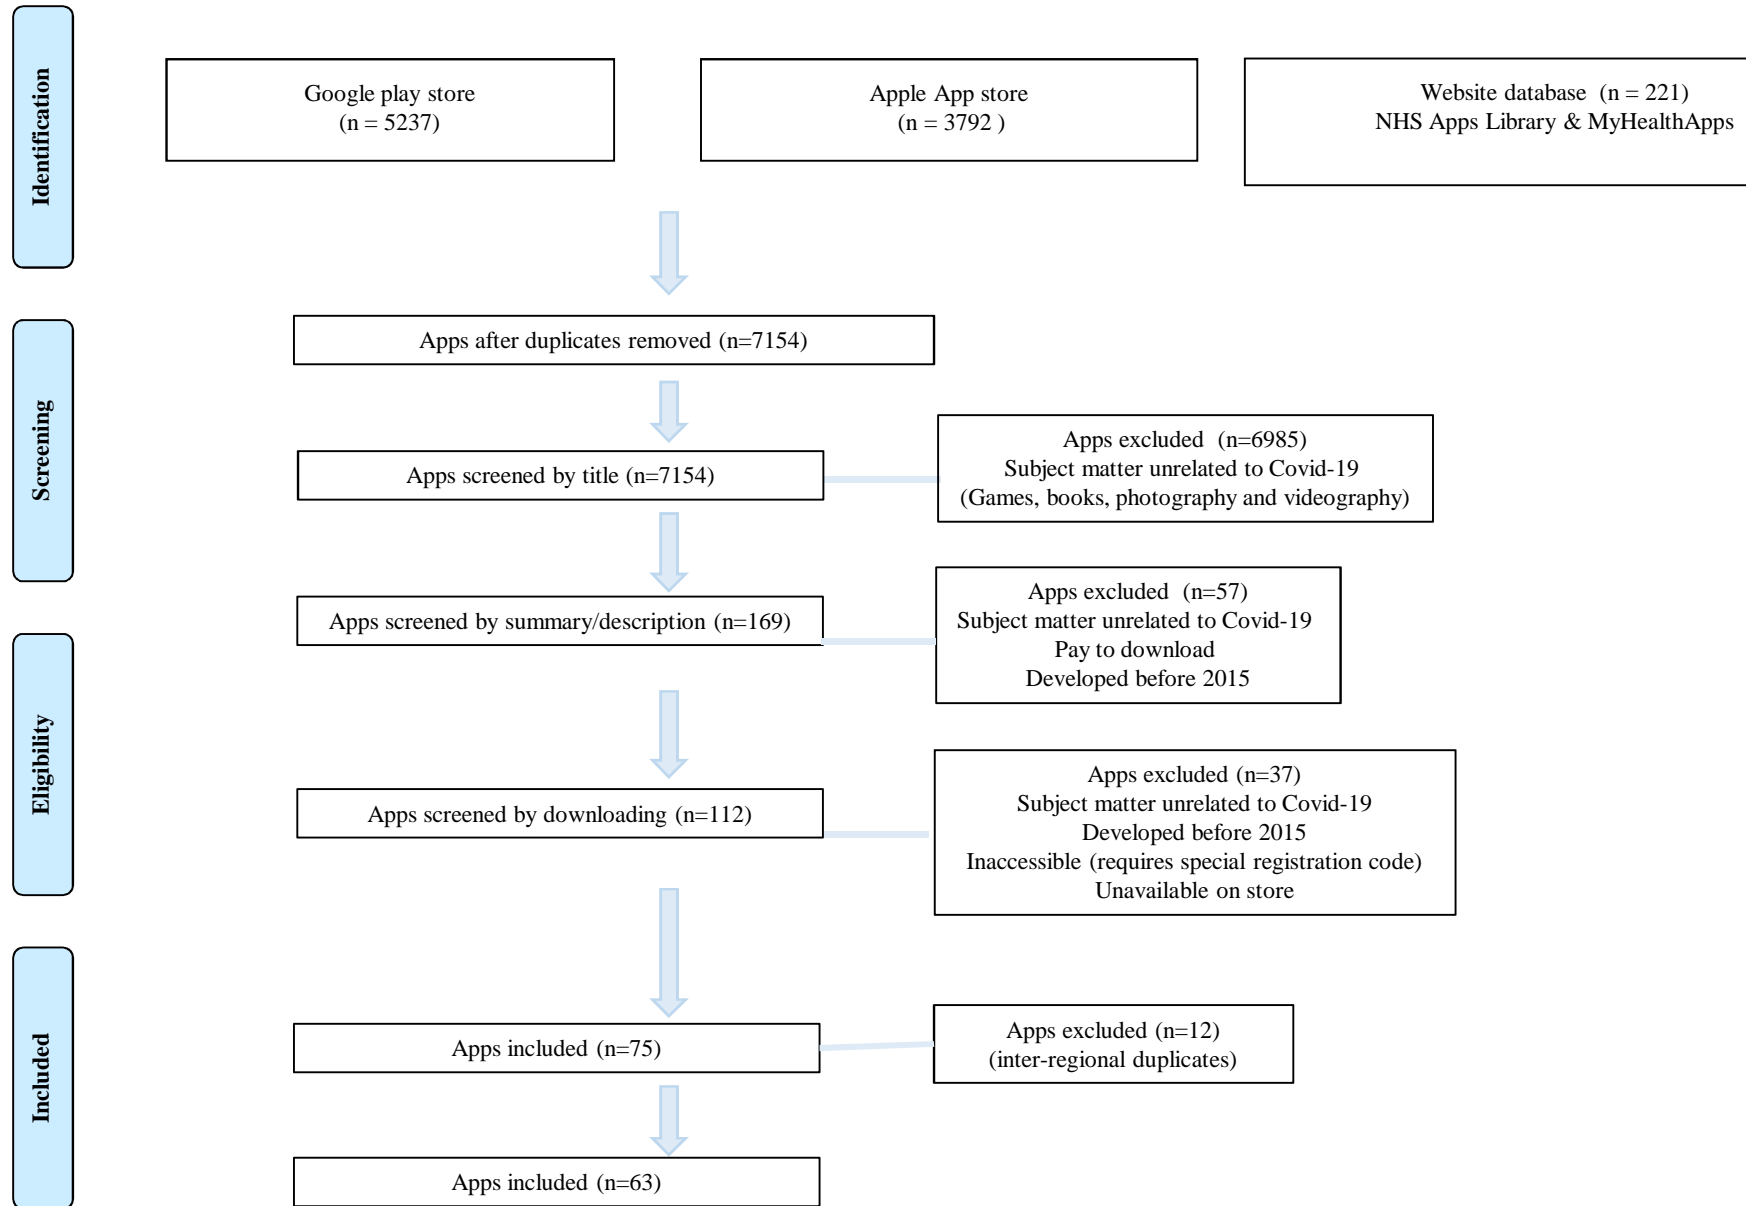 Identification
Google play store
(n = 5237)
Apple App store
(n = 3792 )
Website database  (n = 221)
NHS Apps Library & MyHealthApps
Screening
Apps after duplicates removed (n=7154)
Apps screened by title (n=7154)
Apps excluded  (n=6985)
Subject matter unrelated to Covid-19
(Games, books, photography and videography)
Apps screened by summary/description (n=169)
Apps excluded  (n=57)
Subject matter unrelated to Covid-19
Pay to download
Developed before 2015
Eligibility
Apps screened by downloading (n=112)
Apps excluded (n=37)
Subject matter unrelated to Covid-19
Developed before 2015
Inaccessible (requires special registration code)
Unavailable on store
Included
Apps included (n=75)
Apps excluded (n=12)
(inter-regional duplicates)
Apps included (n=63)